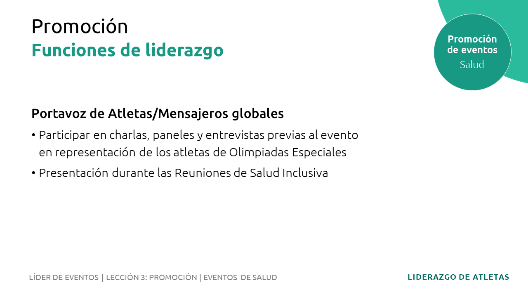 Promoción
Funciones de liderazgo
Promoción
de eventos
Salud
Portavoz de Atletas/Mensajeros globales
• Participar en charlas, paneles y entrevistas previas al evento
en representación de los atletas de Olimpiadas Especiales
• Presentación durante las Reuniones de Salud Inclusiva
LÍDER DE EVENTOS | LECCIÓN 3: PROMOCIÓN | EVENTOS DE SALUD
LIDERAZGO DE ATLETAS